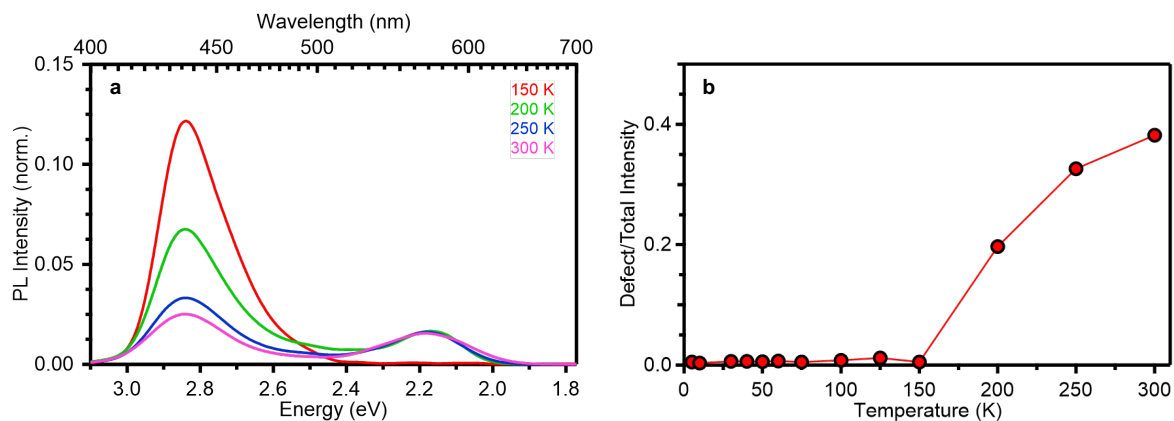 Wavelength (nm)
400 450 500 600 700
0.15
0.10
0.05
0.00
PL Intensity (norm.)
a
150 K
200 K
250 K
300 K
3.0 2.8 2.6 2.4 2.2 2.0 1.8
Energy (eV)
b
Defect/Total Intensity
0.4
0.2
0.0
0 50 100 150 200 250 300
Temperature (K)